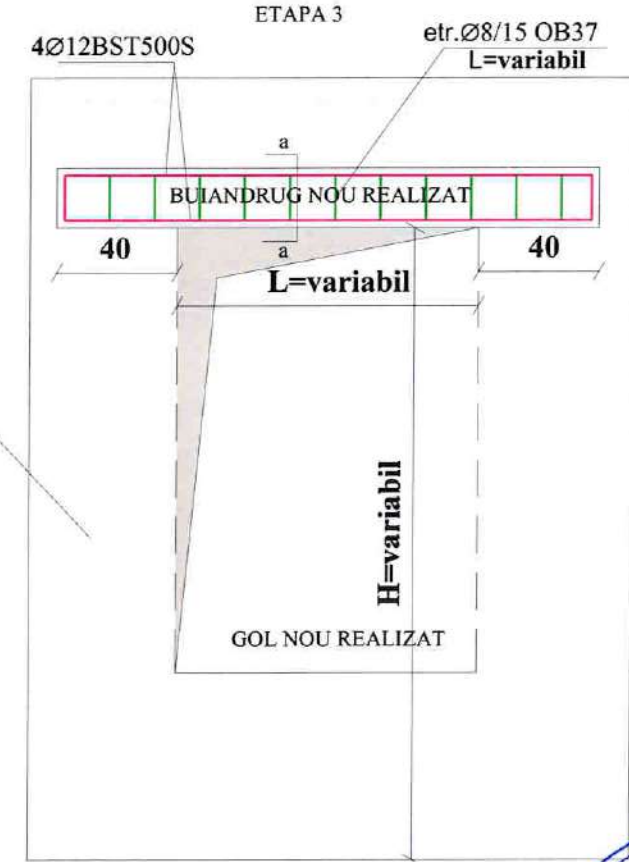 ETAPA 3
4Ø12BST500S
etr.Ø8/15 OB37
L=variabil
a
BUIANDRUG NOU REALIZAT
a
40
40
L=variabil
H=variabil
GOL NOU REALIZAT